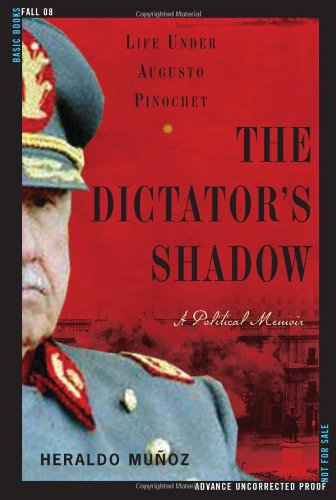 BASIC BOOKS
FALL 08
LIFE UNDER
AUGUSTO
PINOCHET
THE
DICTATOR'S
SHADOW
A Political Memoir
HERALDO MUÑOZ
ADVANCE UNCORRECTED PROOF
NOT FOR SALE